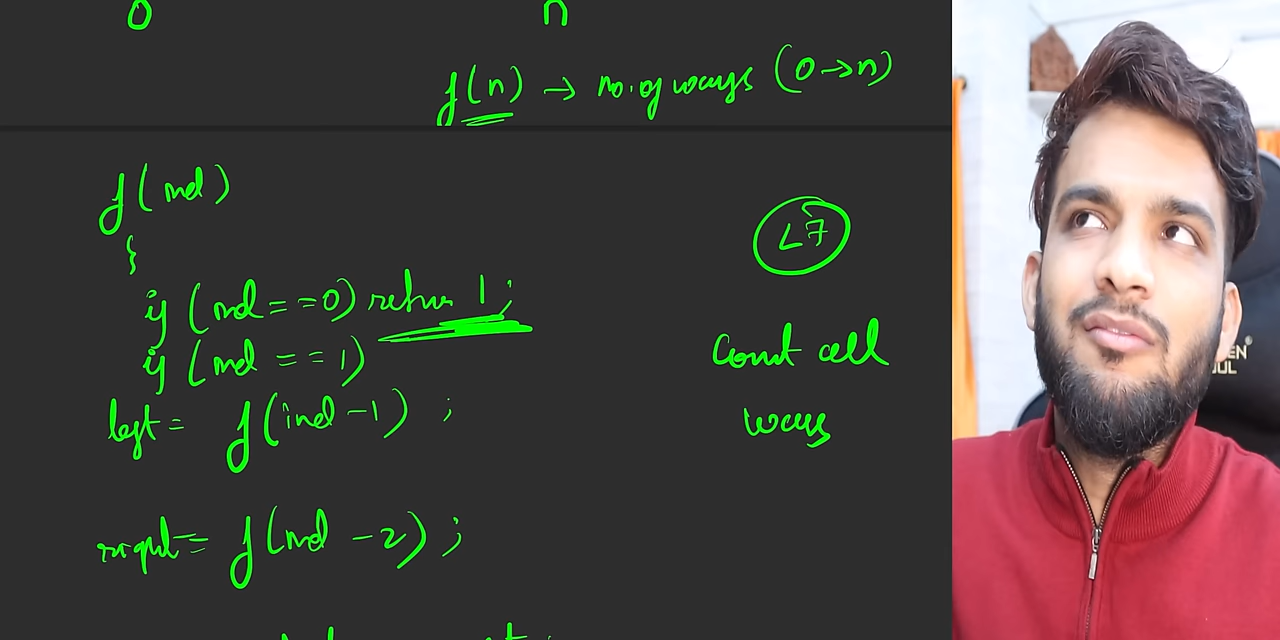 0 n
f(n) → no. of ways (0→n)
f(ind)
{
if (ind==0) return 1;
if (ind==1)
left = f(ind-1) ;
right = f(ind-2) ;
L7
Count all
ways